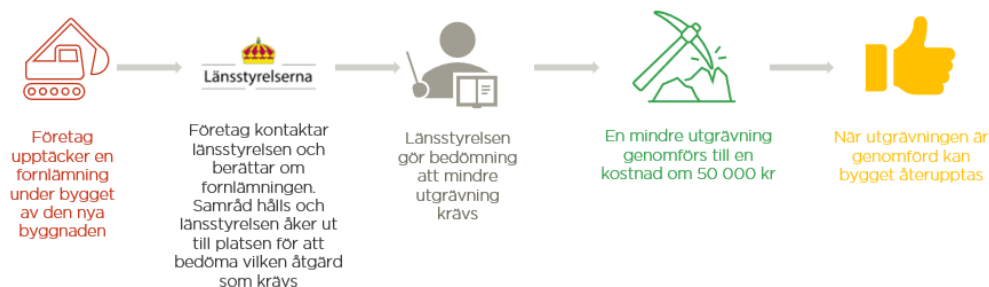 Länsstyrelserna
Företag
upptäcker en
fornlämning
under bygget
av den nya
byggnaden
Företag kontaktar
länsstyrelsen och
berättar om
fornlämningen.
Samråd hålls och
länsstyrelsen åker ut
till platsen för att
bedöma vilken åtgärd
som krävs
Länsstyrelsen
gör bedömning
att mindre
utgrävning
krävs
En mindre utgrävning
genomförs till en
kostnad om 50 000 kr
När utgrävningen är
genomförd kan
bygget återupptas